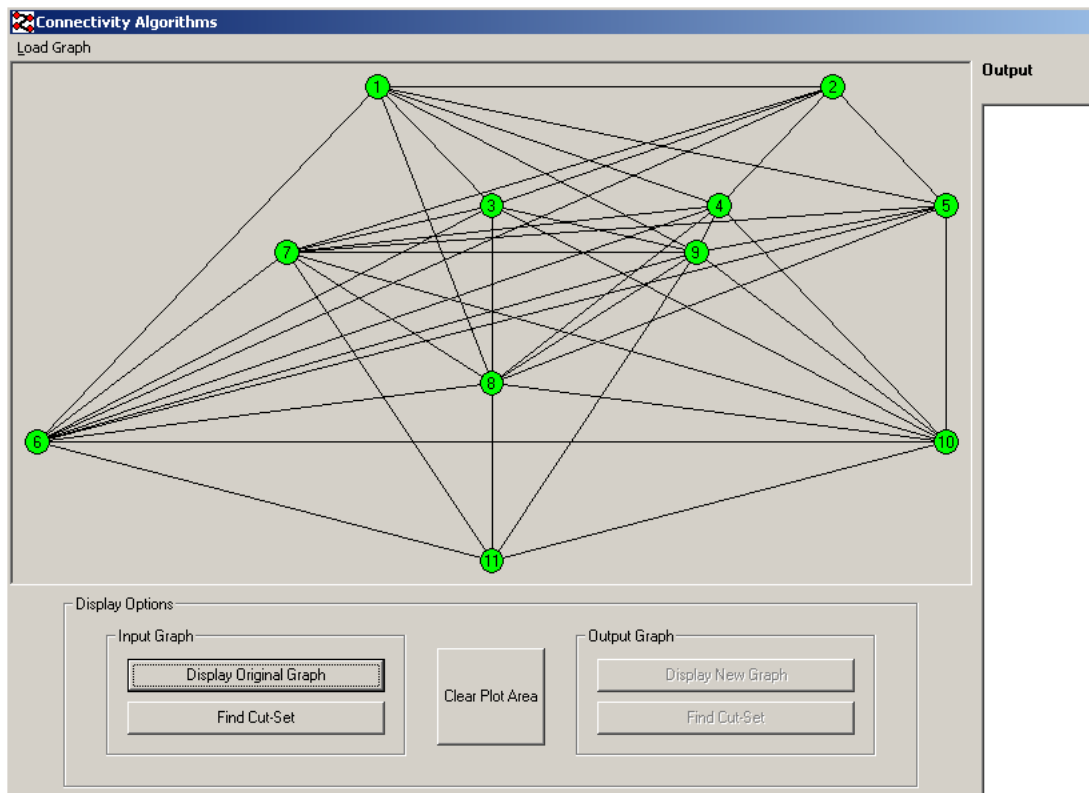 Connectivity Algorithms
Load Graph
Output
1
2
3
4
5
7
9
8
6
10
11
Display Options
Input Graph
Output Graph
Display Original Graph
Clear Plot Area
Display New Graph
Find Cut-Set
Find Cut-Set